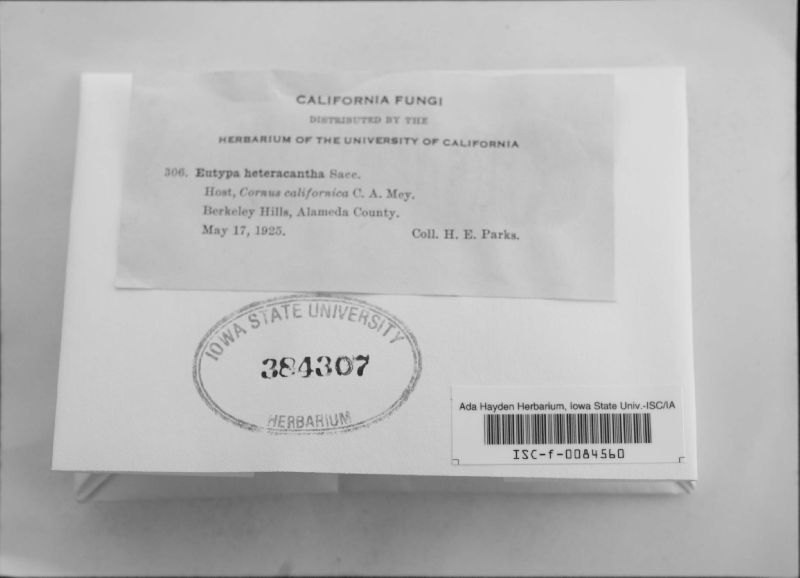 CALIFORNIA FUNGI
DISTRIBUTED BY THE
HERBARIUM OF THE UNIVERSITY OF CALIFORNIA
306. Eutypa heteracantha Sacc.
Host, Cornus californica C. A. Mey.
Berkeley Hills, Alameda County.
May 17, 1925. Coll. H. E. Parks.
IOWA STATE UNIVERSITY
384307
HERBARIUM
Ada Hayden Herbarium, Iowa State Univ.-ISC/IA
ISC-f-0084560